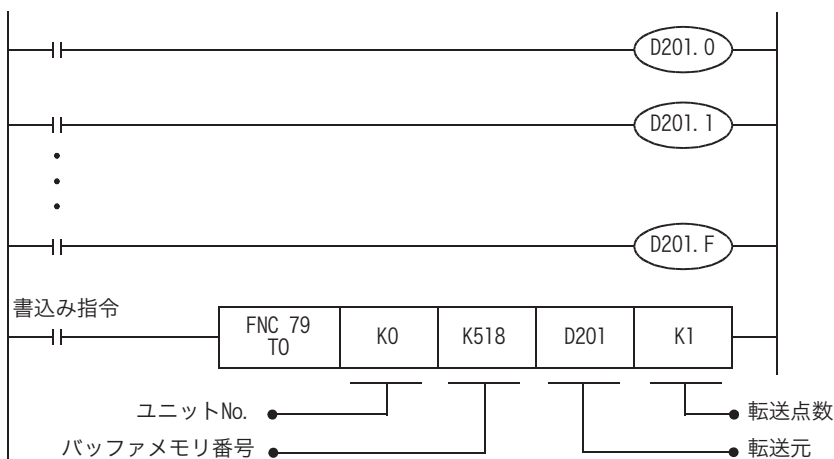 D201.0
D201.1
D201.F
書込み指令
FNC 79
TO
K0
K518
D201
K1
ユニットNo.
転送点数
バッファメモリ番号
転送元